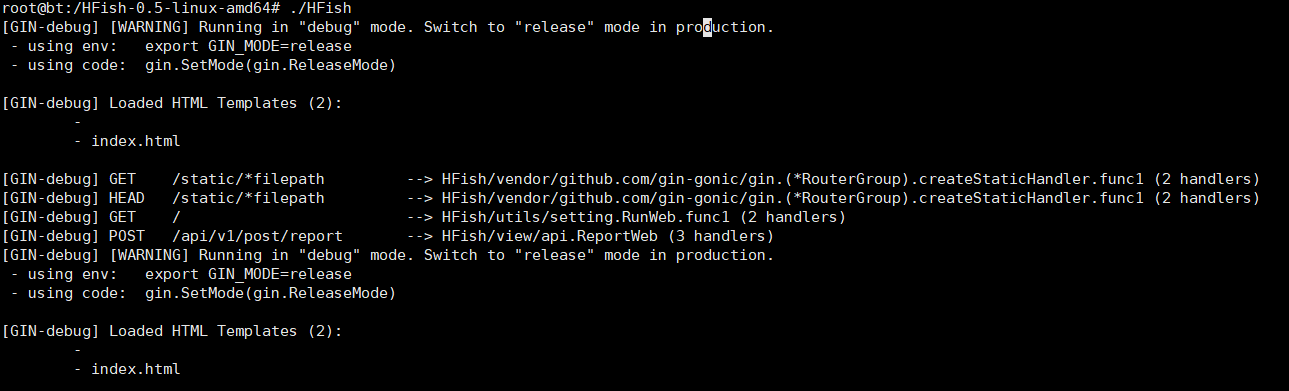 root@bt:/HFish-0.5-linux-amd64# ./HFish
[GIN-debug] [WARNING] Running in "debug" mode. Switch to "release" mode in production.
 - using env:   export GIN_MODE=release
 - using code:  gin.SetMode(gin.ReleaseMode)
[GIN-debug] Loaded HTML Templates (2):
        -
        - index.html
[GIN-debug] GET    /static/*filepath         --> HFish/vendor/github.com/gin-gonic/gin.(*RouterGroup).createStaticHandler.func1 (2 handlers)
[GIN-debug] HEAD   /static/*filepath         --> HFish/vendor/github.com/gin-gonic/gin.(*RouterGroup).createStaticHandler.func1 (2 handlers)
[GIN-debug] GET    /                         --> HFish/utils/setting.RunWeb.func1 (2 handlers)
[GIN-debug] POST   /api/v1/post/report       --> HFish/view/api.ReportWeb (3 handlers)
[GIN-debug] [WARNING] Running in "debug" mode. Switch to "release" mode in production.
 - using env:   export GIN_MODE=release
 - using code:  gin.SetMode(gin.ReleaseMode)
[GIN-debug] Loaded HTML Templates (2):
        -
        - index.html